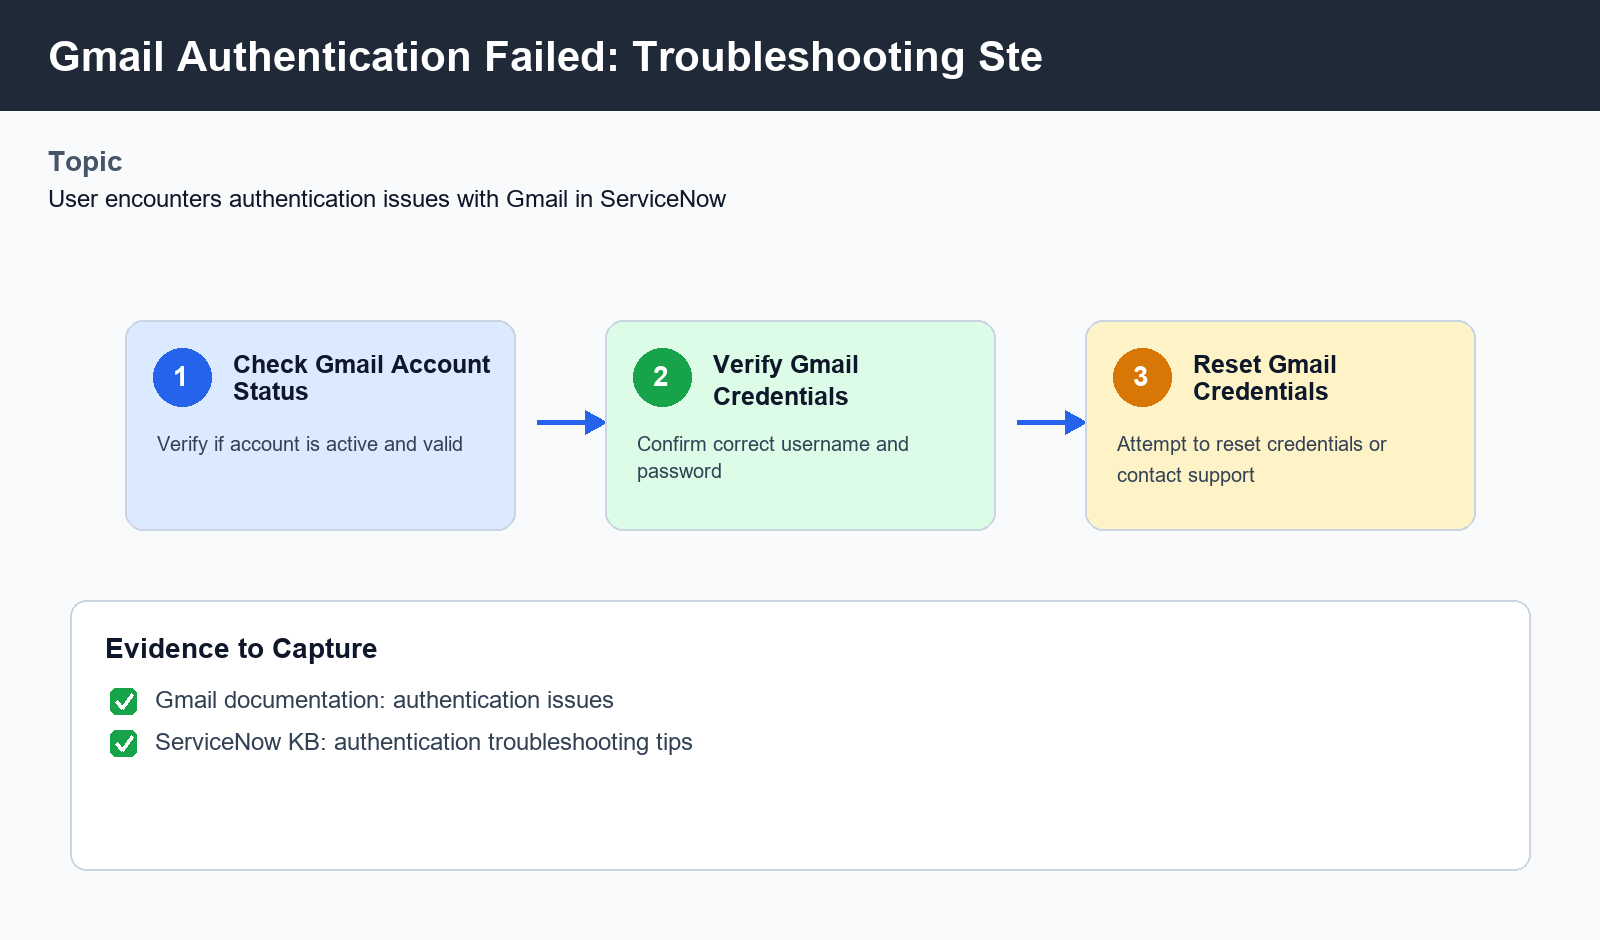 Gmail Authentication Failed: Troubleshooting Ste
Topic
User encounters authentication issues with Gmail in ServiceNow
1
Check Gmail Account
Status
Verify if account is active and valid
2
Verify Gmail
Credentials
Confirm correct username and
password
3
Reset Gmail
Credentials
Attempt to reset credentials or
contact support
Evidence to Capture
Gmail documentation: authentication issues
ServiceNow KB: authentication troubleshooting tips